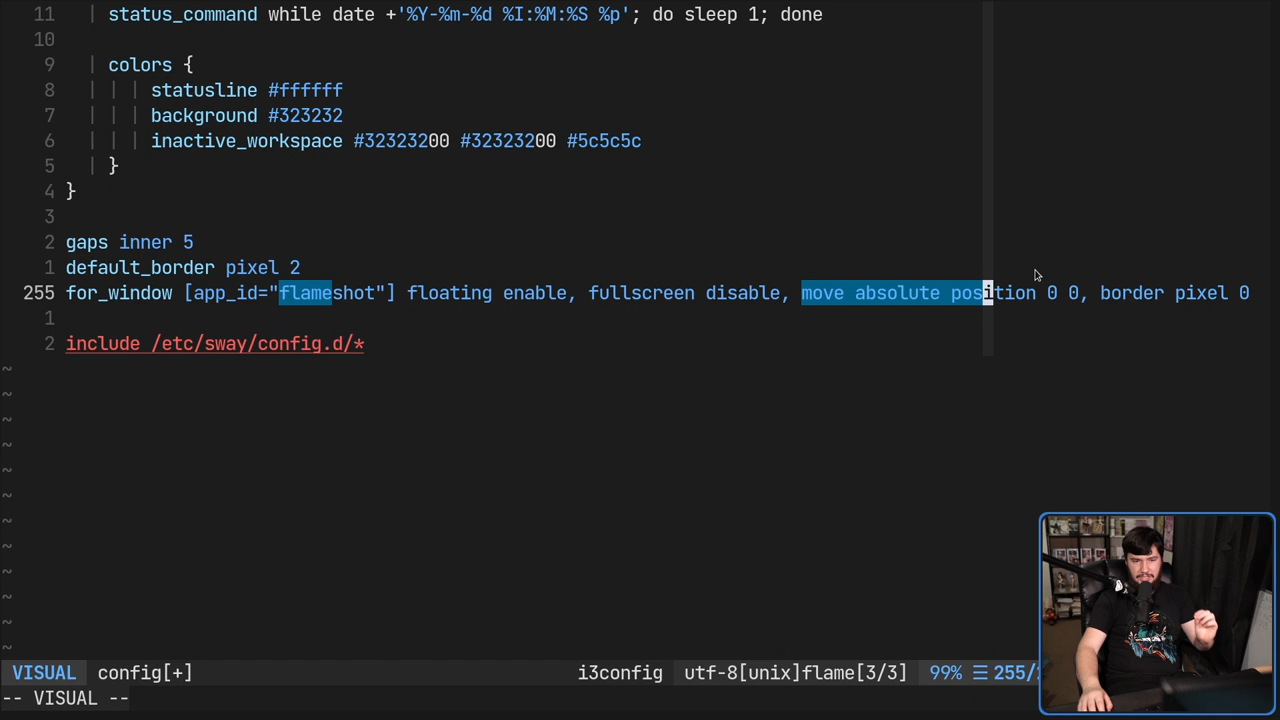 11 status_command while date +'%Y-%m-%d %I:%M:%S %p'; do sleep 1; done
10
9 colors {
8 statusline #ffffff
7 background #323232
6 inactive_workspace #32323200 #32323200 #5c5c5c
5 }
4 }
3
2 gaps inner 5
1 default_border pixel 2
255 for_window [app_id="flameshot"] floating enable, fullscreen disable, move absolute position 0 0, border pixel 0
1
2 include /etc/sway/config.d/*
~
~
~
~
~
~
~
~
~
~
~
~
VISUAL config[+] i3config utf-8[unix]flame[3/3] 99% ☰ 255/
-- VISUAL --